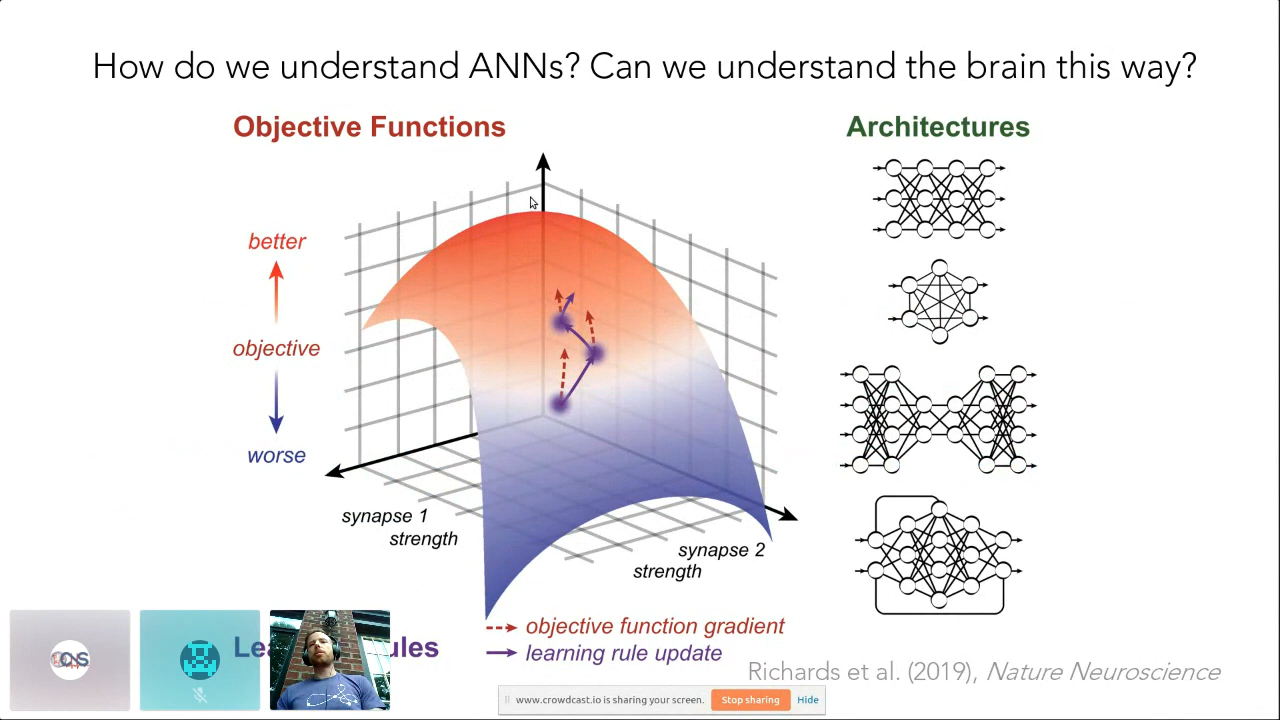 How do we understand ANNs? Can we understand the brain this way?
Objective Functions
Architectures
better
objective
worse
synapse 1
strength
synapse 2
strength
objective function gradient
learning rule update
Richards et al. (2019), Nature Neuroscience
www.crowdcast.io is sharing your screen.
Stop sharing
Hide